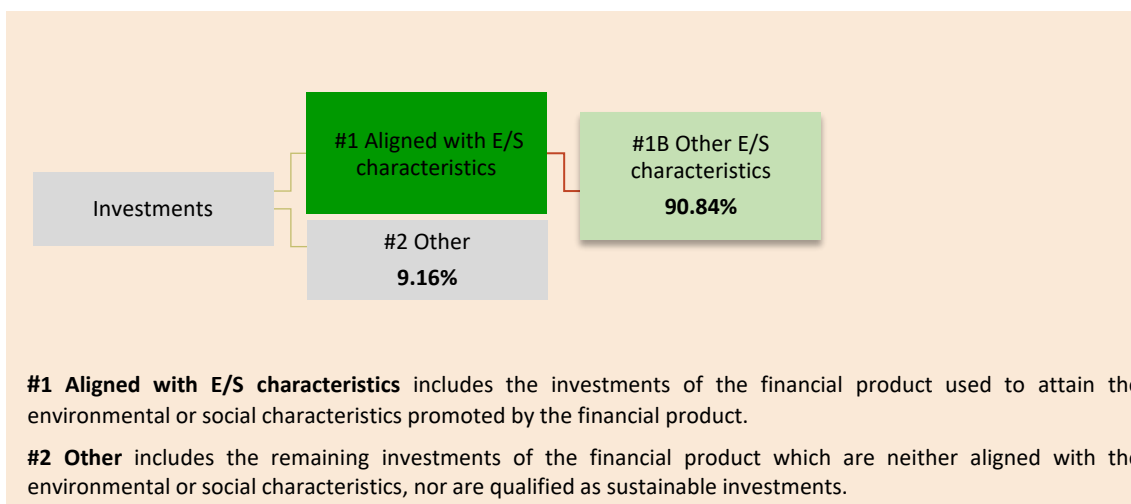 #1 Aligned with E/S
characteristics
#1B Other E/S
characteristics
90.84%
Investments
#2 Other
9.16%
#1 Aligned with E/S characteristics includes the investments of the financial product used to attain the
environmental or social characteristics promoted by the financial product.
#2 Other includes the remaining investments of the financial product which are neither aligned with the
environmental or social characteristics, nor are qualified as sustainable investments.